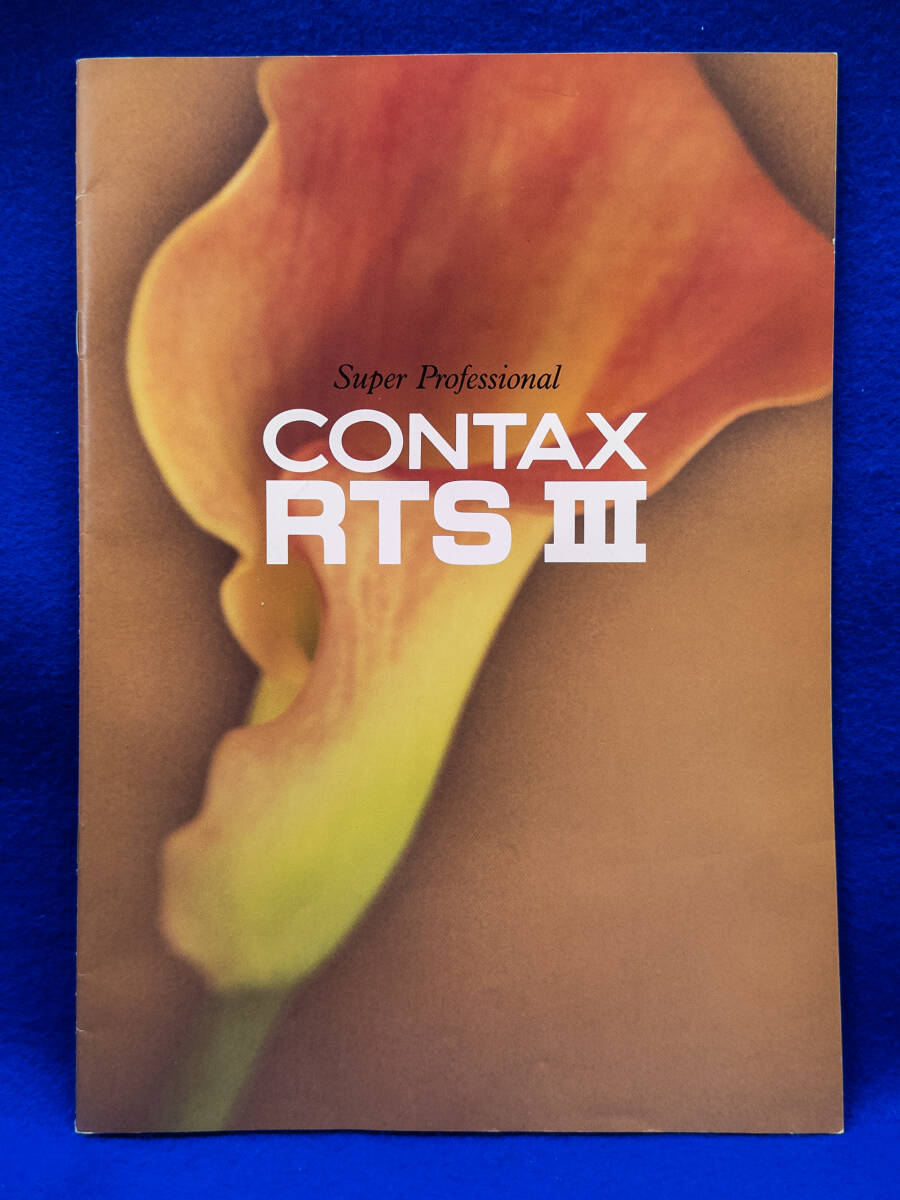 Super Professional
CONTAX
RTS III